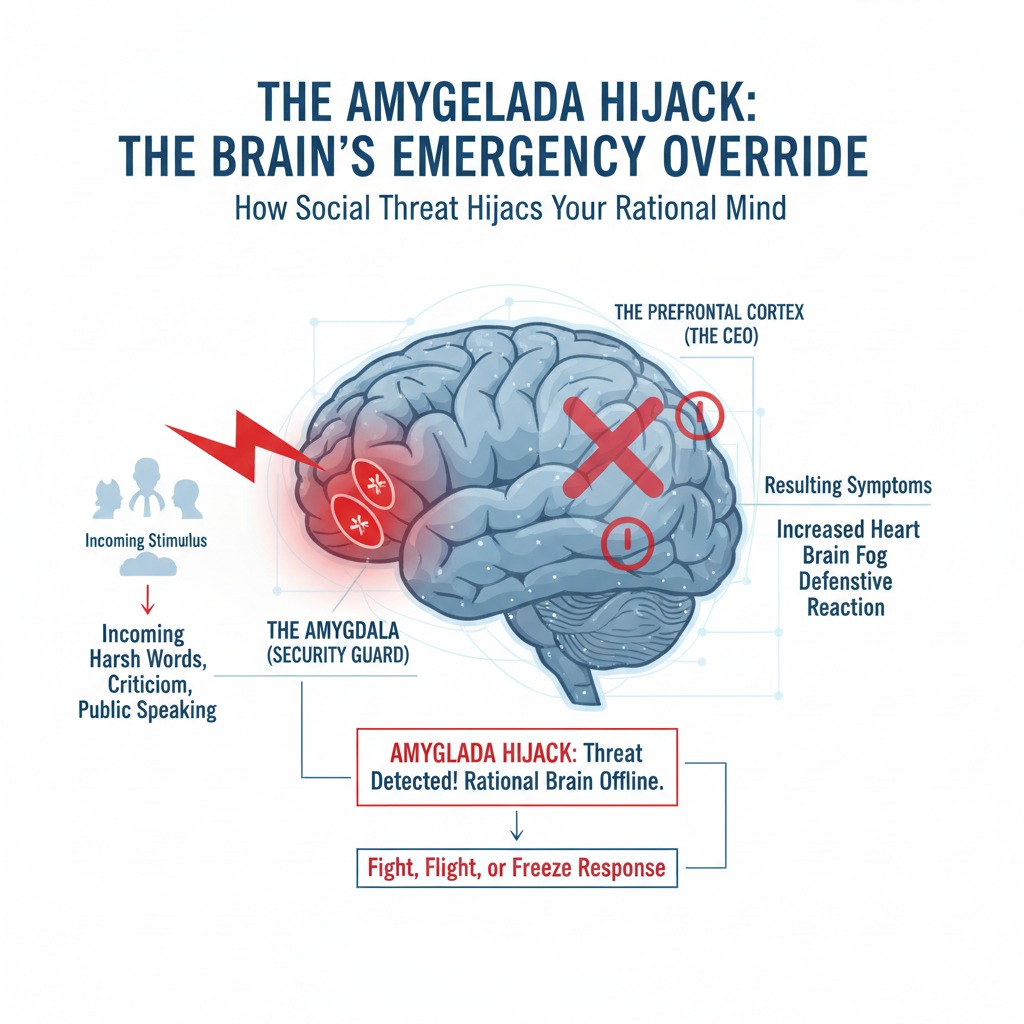 THE AMYGELADA HIJACK:
THE BRAIN'S EMERGENCY OVERRIDE
How Social Threat Hijacs Your Rational Mind
THE PREFRONTAL CORTEX
(THE CEO)
Incoming Stimulus
Incoming
Harsh Words,
Criticiom,
Public Speaking
THE AMYGDALA
(SECURITY GUARD)
Resulting Symptoms
Increased Heart
Brain Fog
Defenstive
Reaction
AMYGLADA HIJACK: Threat
Detected! Rational Brain Offline.
Fight, Flight, or Freeze Response